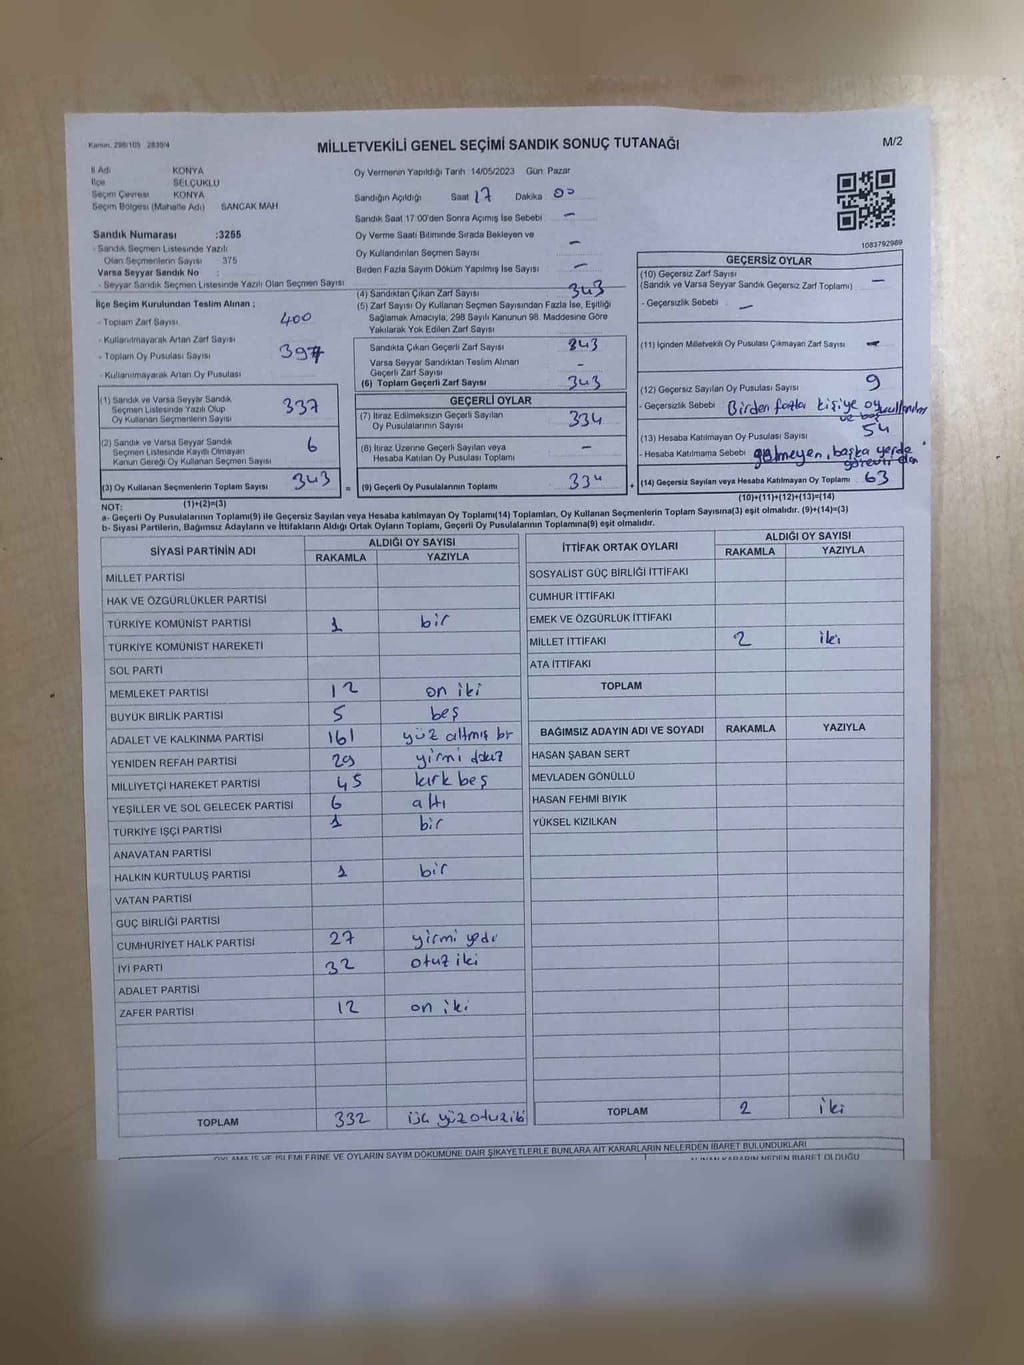 Kanun. 298/105 2839/4
MİLLETVEKİLİ GENEL SEÇİMİ SANDIK SONUÇ TUTANAĞI
M/2
İl Adı KONYA
İlçe SELÇUKLU
Seçim Çevresi KONYA
Seçim Bölgesi (Mahalle Adı) SANCAK MAH
Sandık Numarası :3255
- Sandık Seçmen Listesinde Yazılı
Olan Seçmenlerin Sayısı 375
Varsa Seyyar Sandık No :
- Seyyar Sandık Seçmen Listesinde Yazılı Olan Seçmen Sayısı
Oy Vermenin Yapıldığı Tarih 14/05/2023 Gün: Pazar
Sandığın Açıldığı Saat 17 Dakika 00
Sandık Saat 17:00'den Sonra Açımış İse Sebebi –
Oy Verme Saati Bitiminde Sırada Bekleyen ve
Oy Kullandırılan Seçmen Sayısı –
Birden Fazla Sayım Döküm Yapılmış İse Sayısı –
1083792989
İlçe Seçim Kurulundan Teslim Alınan ;
- Toplam Zarf Sayısı 400
- Kullanılmayarak Artan Zarf Sayısı
- Toplam Oy Pusulası Sayısı 397
- Kullanılmayarak Artan Oy Pusulası
(4) Sandıktan Çıkan Zarf Sayısı 343
(5) Zarf Sayısı Oy Kullanan Seçmen Sayısından Fazla İse, Eşitliği
Sağlamak Amacıyla, 298 Sayılı Kanunun 98. Maddesine Göre
Yakılarak Yok Edilen Zarf Sayısı
Sandıkta Çıkan Geçerli Zarf Sayısı 343
Varsa Seyyar Sandıktan Teslim Alınan
Geçerli Zarf Sayısı –
(6) Toplam Geçerli Zarf Sayısı 343
GEÇERSİZ OYLAR
(10) Geçersiz Zarf Sayısı
(Sandık ve Varsa Seyyar Sandık Geçersiz Zarf Toplamı) –
- Geçersizlik Sebebi –
(11) İçinden Milletvekili Oy Pusulası Çıkmayan Zarf Sayısı –
(12) Geçersiz Sayılan Oy Pusulası Sayısı 9
- Geçersizlik Sebebi Birden fazla kişiye oy kullanılan
ve boş
(13) Hesaba Katılmayan Oy Pusulası Sayısı 54
- Hesaba Katılmama Sebebi gelmeyen, başka yerde
görevli olan
(14) Geçersiz Sayılan veya Hesaba Katılmayan Oy Toplamı 63
(10)+(11)+(12)+(13)=(14)
(1) Sandık ve Varsa Seyyar Sandık
Seçmen Listesinde Yazılı Olup
Oy Kullanan Seçmenlerin Sayısı 337
(2) Sandık ve Varsa Seyyar Sandık
Seçmen Listesinde Kayıtlı Olmayan
Kanun Gereği Oy Kullanan Seçmen Sayısı 6
(3) Oy Kullanan Seçmenlerin Toplam Sayısı 343 =
(1)+(2)=(3)
GEÇERLİ OYLAR
(7) İtiraz Edilmeksizin Geçerli Sayılan
Oy Pusulalarının Sayısı 334
(8) İtiraz Üzerine Geçerli Sayılan veya
Hesaba Katılan Oy Pusulası Toplamı –
(9) Geçerli Oy Pusulalarının Toplamı 334 +
NOT:
a- Geçerli Oy Pusulalarının Toplamı(9) ile Geçersiz Sayılan veya Hesaba katılmayan Oy Toplamı(14) Toplamları, Oy Kullanan Seçmenlerin Toplam Sayısına(3) eşit olmalıdır. (9)+(14)=(3)
b- Siyasi Partilerin, Bağımsız Adayların ve İttifakların Aldığı Ortak Oyların Toplamı, Geçerli Oy Pusulalarının Toplamına(9) eşit olmalıdır.
SİYASİ PARTİNİN ADI ALDIĞI OY SAYISI
RAKAMLA YAZIYLA
MİLLET PARTİSİ
HAK VE ÖZGÜRLÜKLER PARTİSİ
TÜRKİYE KOMÜNİST PARTİSİ 1 bir
TÜRKİYE KOMÜNİST HAREKETİ
SOL PARTİ
MEMLEKET PARTİSİ 12 on iki
BÜYÜK BİRLİK PARTİSİ 5 beş
ADALET VE KALKINMA PARTİSİ 161 yüz altmış bir
YENİDEN REFAH PARTİSİ 29 yirmi dokuz
MİLLİYETÇİ HAREKET PARTİSİ 45 kırk beş
YEŞİLLER VE SOL GELECEK PARTİSİ 6 altı
TÜRKİYE İŞÇİ PARTİSİ 1 bir
ANAVATAN PARTİSİ
HALKIN KURTULUŞ PARTİSİ 1 bir
VATAN PARTİSİ
GÜÇ BİRLİĞİ PARTİSİ
CUMHURİYET HALK PARTİSİ 27 yirmi yedi
İYİ PARTİ 32 otuz iki
ADALET PARTİSİ
ZAFER PARTİSİ 12 on iki
TOPLAM 332 üç yüz otuz iki
İTTİFAK ORTAK OYLARI ALDIĞI OY SAYISI
RAKAMLA YAZIYLA
SOSYALİST GÜÇ BİRLİĞİ İTTİFAKI
CUMHUR İTTİFAKI
EMEK VE ÖZGÜRLÜK İTTİFAKI
MİLLET İTTİFAKI 2 iki
ATA İTTİFAKI
TOPLAM
BAĞIMSIZ ADAYIN ADI VE SOYADI RAKAMLA YAZIYLA
HASAN ŞABAN SERT
MEVLADEN GÖNÜLLÜ
HASAN FEHMİ BIYIK
YÜKSEL KIZILKAN
TOPLAM 2 iki
OYLAMA İŞ VE İŞLEMLERİNE VE OYLARIN SAYIM DÖKÜMÜNE DAİR ŞİKAYETLERLE BUNLARA AİT KARARLARIN NELERDEN İBARET BULUNDUKLARI
ALINAN KARARIN NEDEN İBARET OLDUĞU